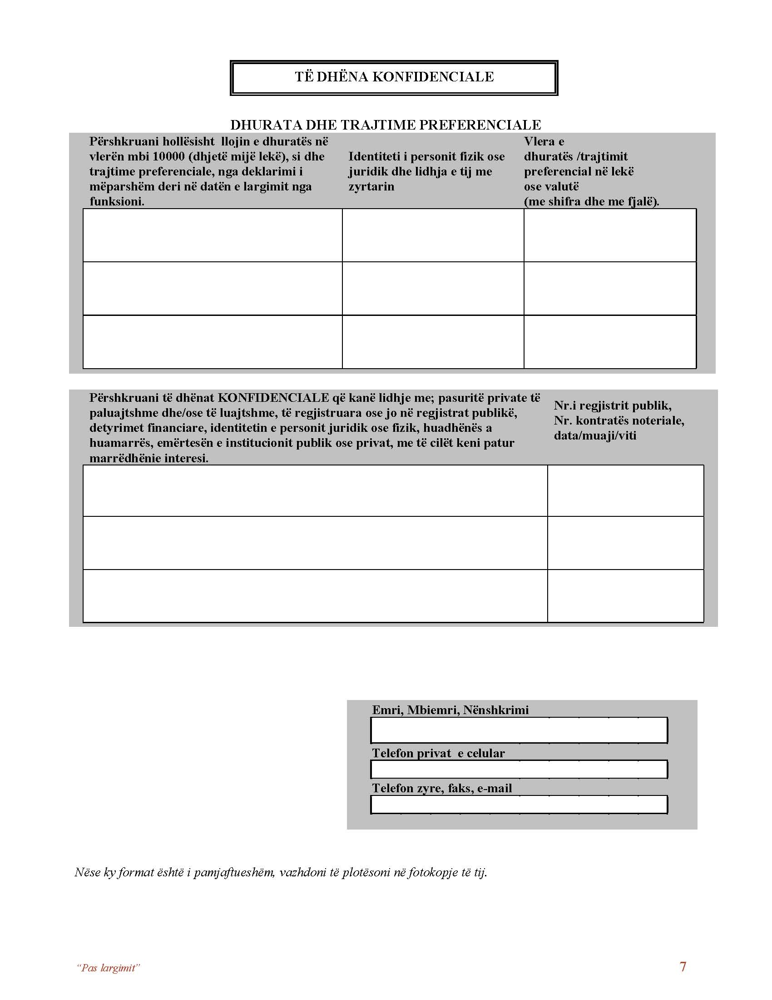 TË DHËNA KONFIDENCIALE
DHURATA DHE TRAJTIME PREFERENCIALE
Përshkruani hollësisht  llojin e dhuratës në
vlerën mbi 10000 (dhjetë mijë lekë), si dhe
trajtime preferenciale, nga deklarimi i
mëparshëm deri në datën e largimit nga
funksioni.
Identiteti i personit fizik ose
juridik dhe lidhja e tij me
zyrtarin
Vlera e
dhuratës /trajtimit
preferencial në lekë
ose valutë
(me shifra dhe me fjalë).
Përshkruani të dhënat KONFIDENCIALE që kanë lidhje me; pasuritë private të
paluajtshme dhe/ose të luajtshme, të regjistruara ose jo në regjistrat publikë,
detyrimet financiare, identitetin e personit juridik ose fizik, huadhënës a
huamarrës, emërtesën e institucionit publik ose privat, me të cilët keni patur
marrëdhënie interesi.
Nr.i regjistrit publik,
Nr. kontratës noteriale,
data/muaji/viti
Emri, Mbiemri, Nënshkrimi
Telefon privat  e celular
Telefon zyre, faks, e-mail
Nëse ky format është i pamjaftueshëm, vazhdoni të plotësoni në fotokopje të tij.
“Pas largimit”
7